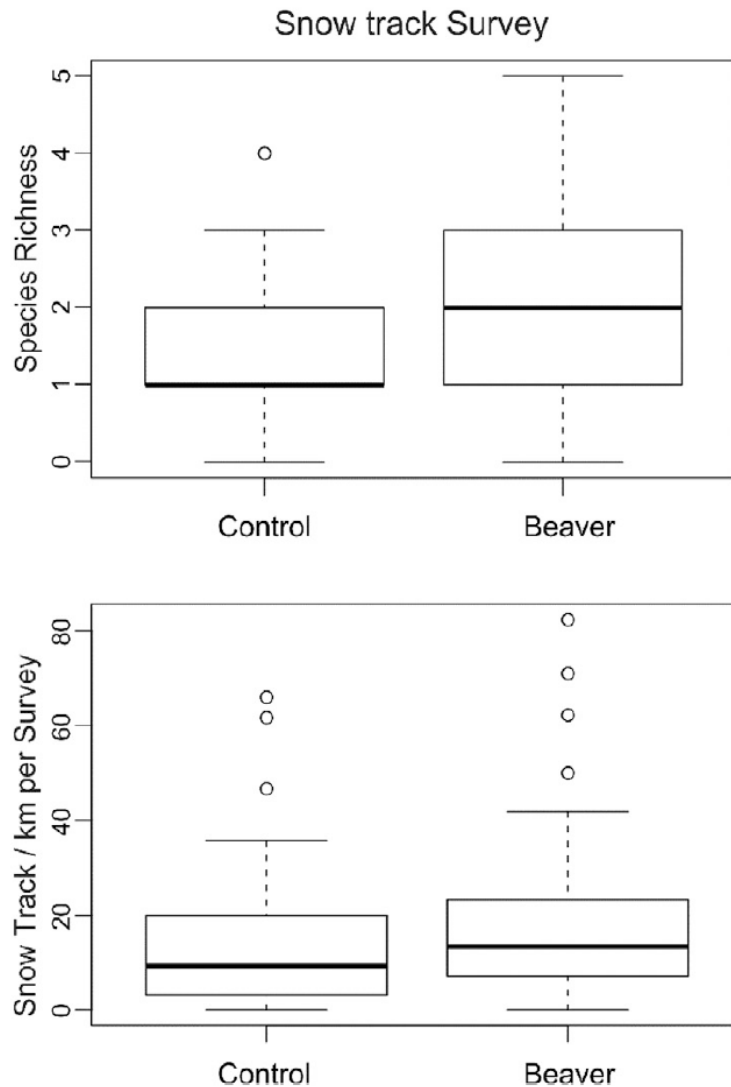 Snow track Survey
Species Richness
5
4
3
2
1
0
Control Beaver
Snow Track / km per Survey
80
60
40
20
0
Control Beaver